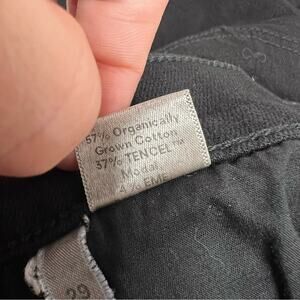 57% Organically
Grown Cotton
37% TENCEL™
Modal
4% EME
29